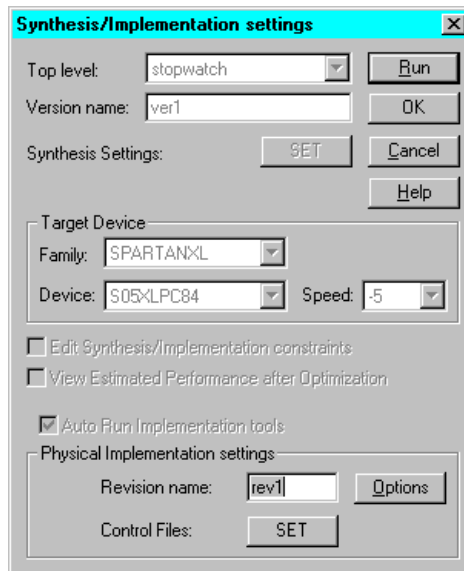 Synthesis/Implementation settings
Top level: stopwatch Run
Version name: ver1 OK
Synthesis Settings: SET Cancel
Help
Target Device
Family: SPARTANXL
Device: S05XLPC84 Speed: -5
Edit Synthesis/Implementation constraints
View Estimated Performance after Optimization
Auto Run Implementation tools
Physical Implementation settings
Revision name: rev1 Options
Control Files: SET